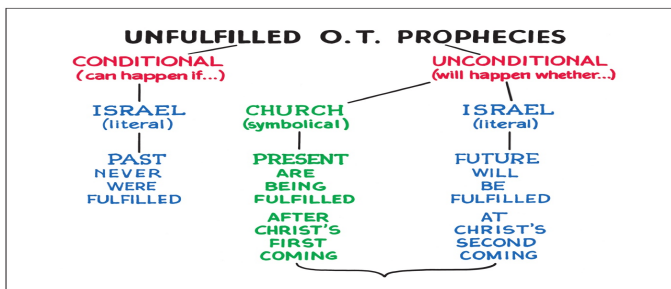 UNFULFILLED O.T. PROPHECIES
CONDITIONAL
(can happen if...)
UNCONDITIONAL
(will happen whether...)
ISRAEL
(literal)
CHURCH
(symbolical)
ISRAEL
(literal)
PAST
NEVER
WERE
FULFILLED
PRESENT
ARE
BEING
FULFILLED
AFTER
CHRIST'S
FIRST
COMING
FUTURE
WILL
BE
FULFILLED
AT
CHRIST'S
SECOND
COMING